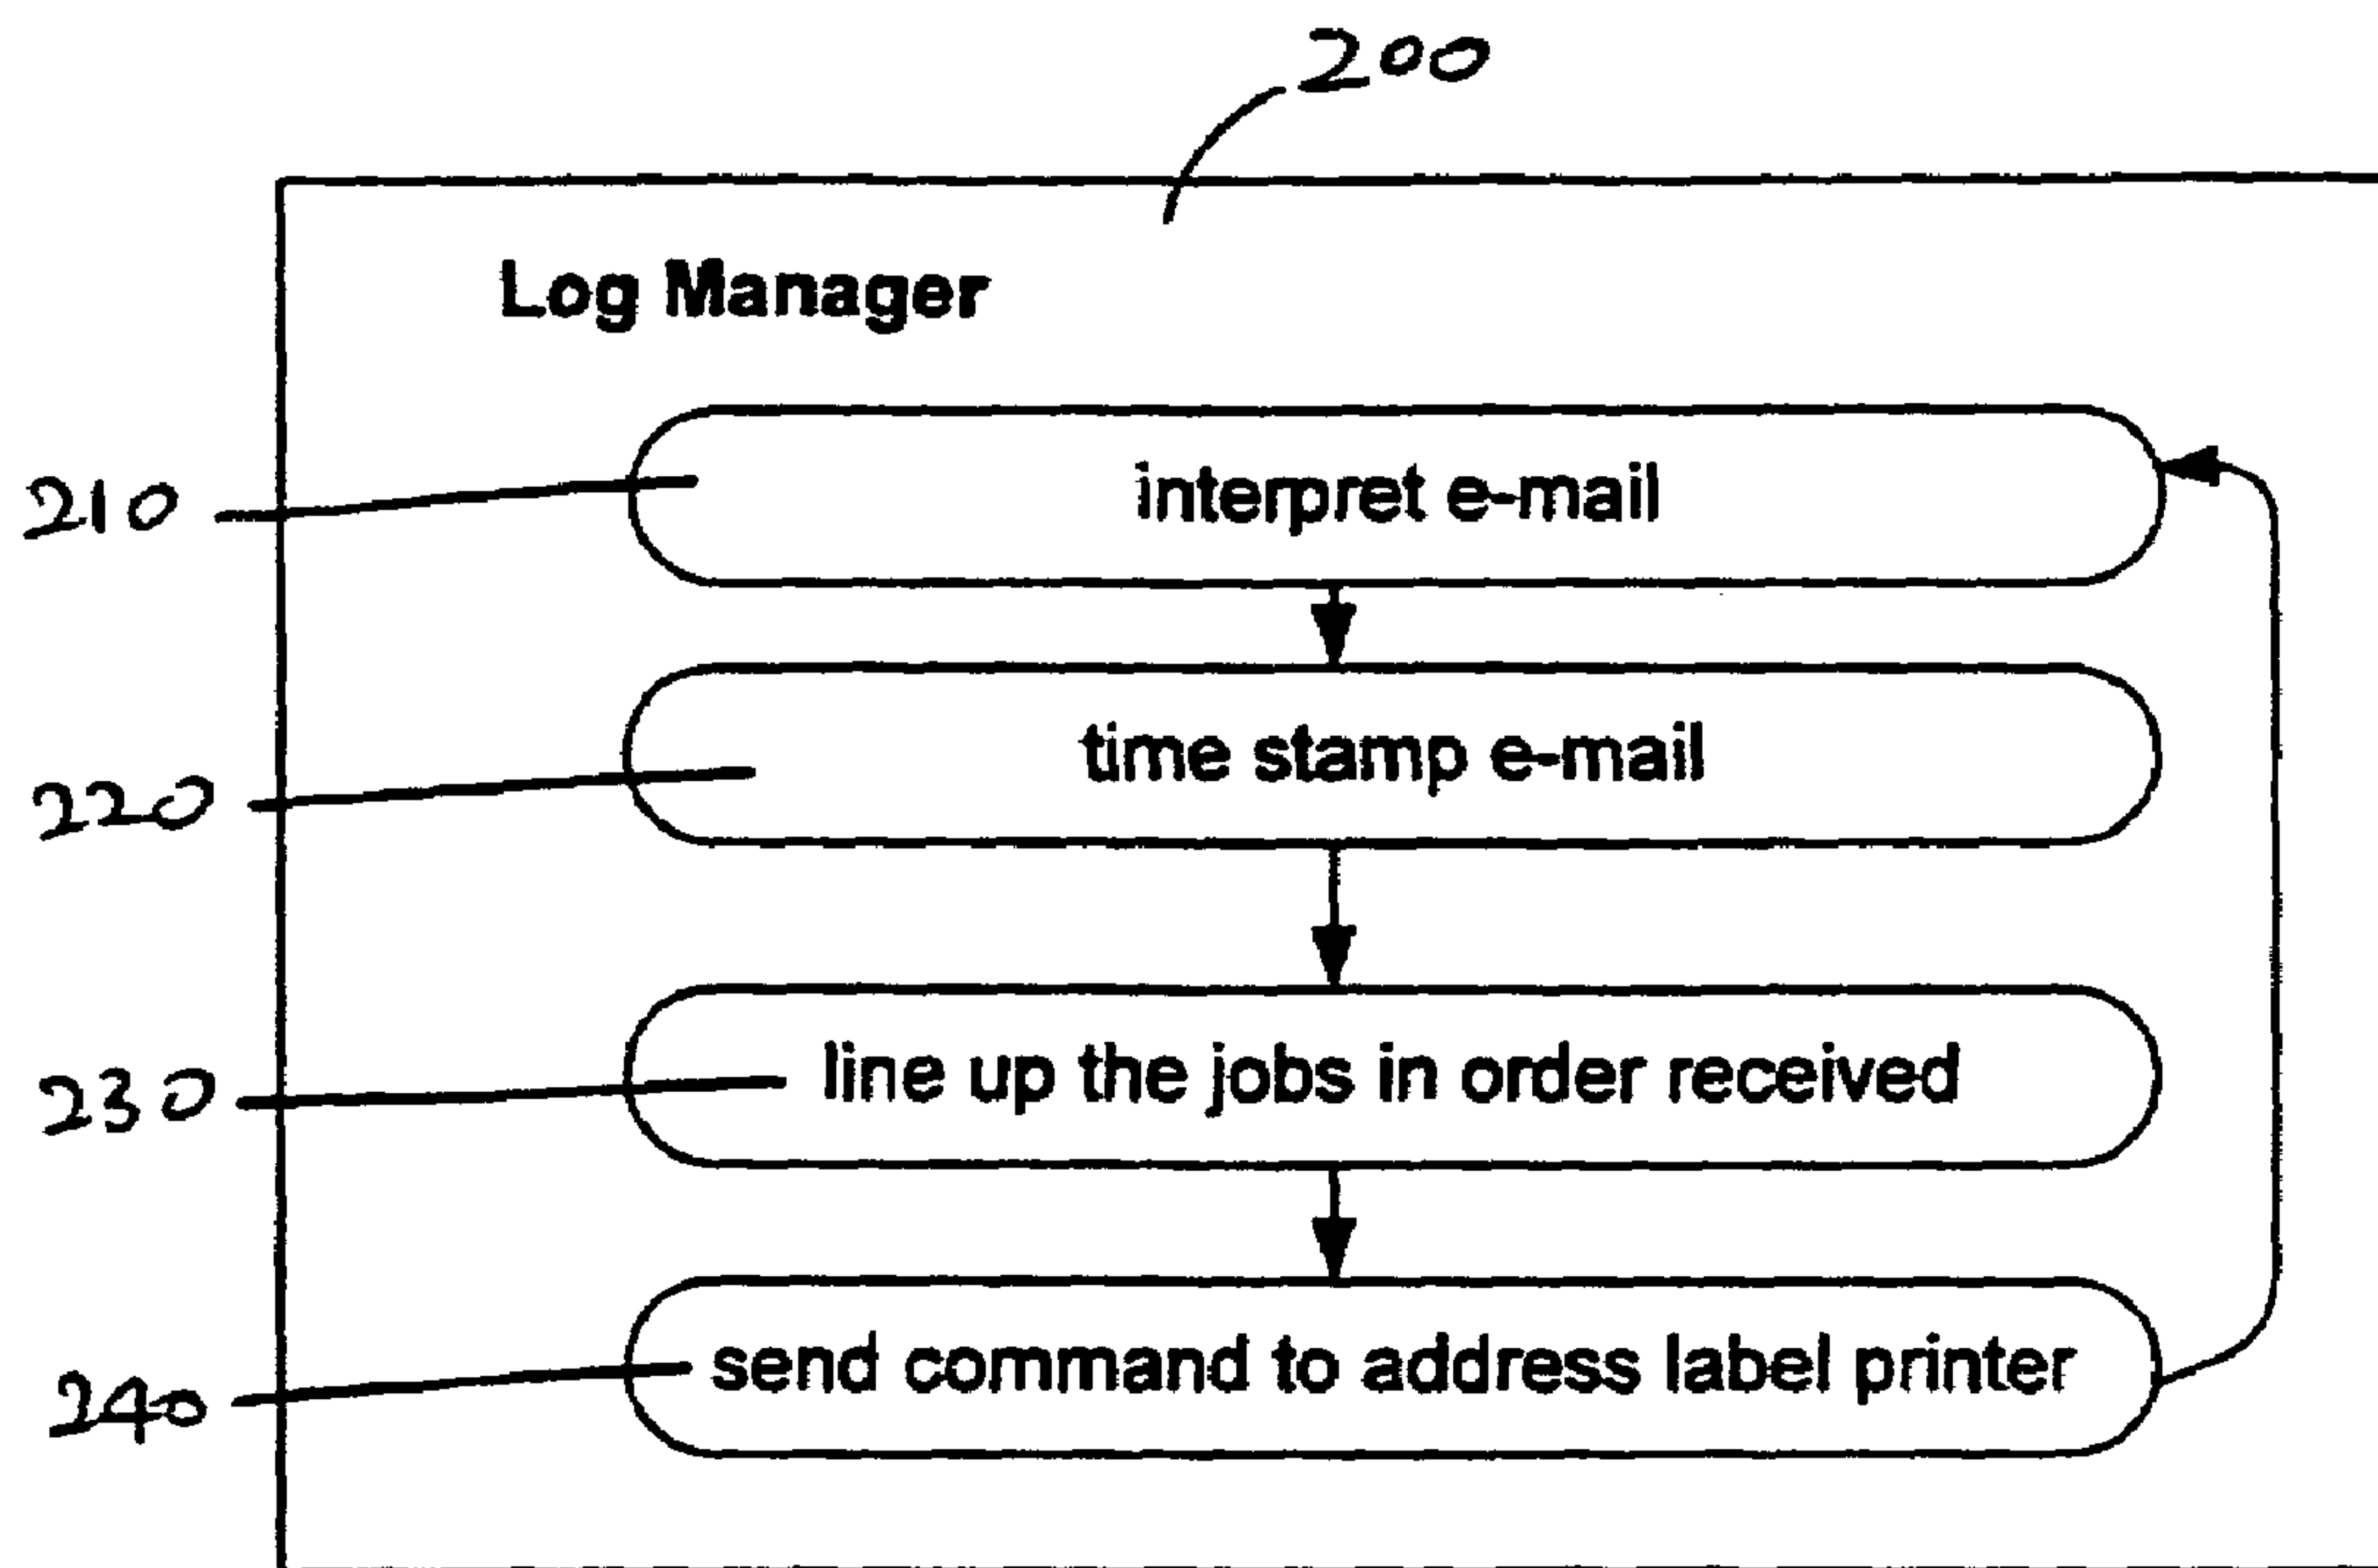 200
Log Manager
210
interpret e-mail
220
time stamp e-mail
230
line up the jobs in order received
240
send command to address label printer